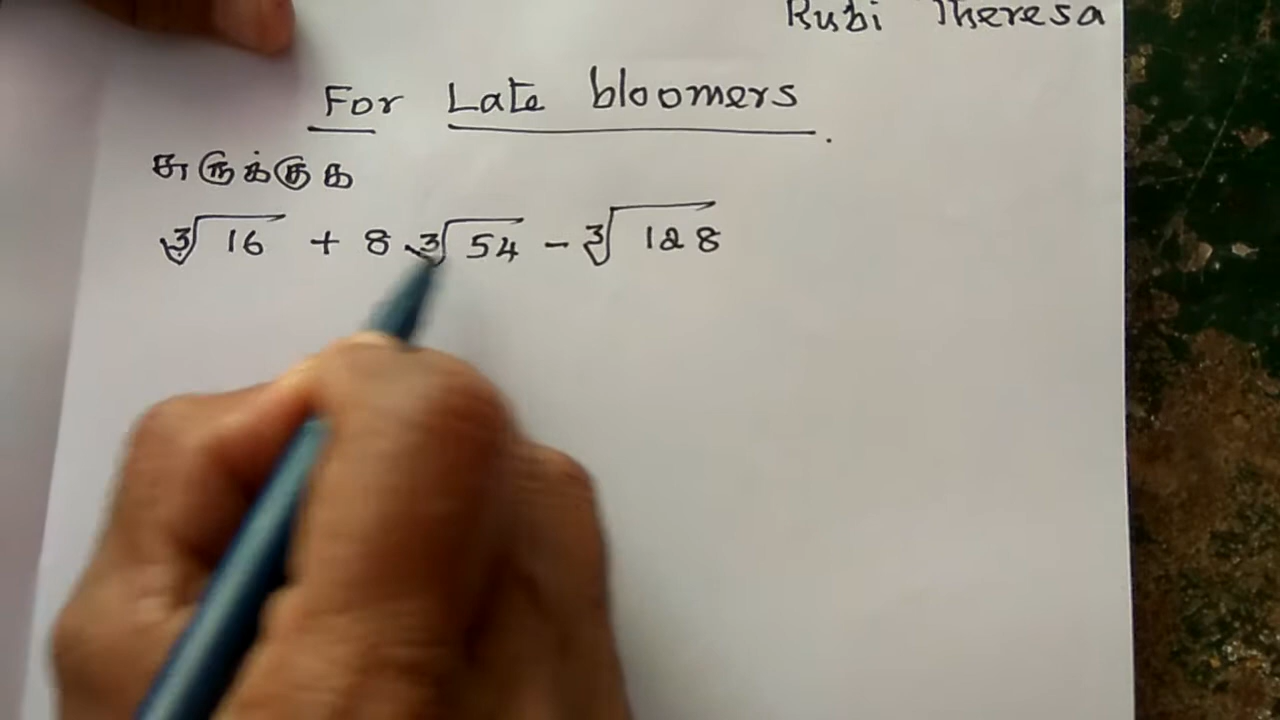 Rubi Theresa
For Late bloomers.
சுருக்குக
∛16 + 8 ∛54 - ∛128